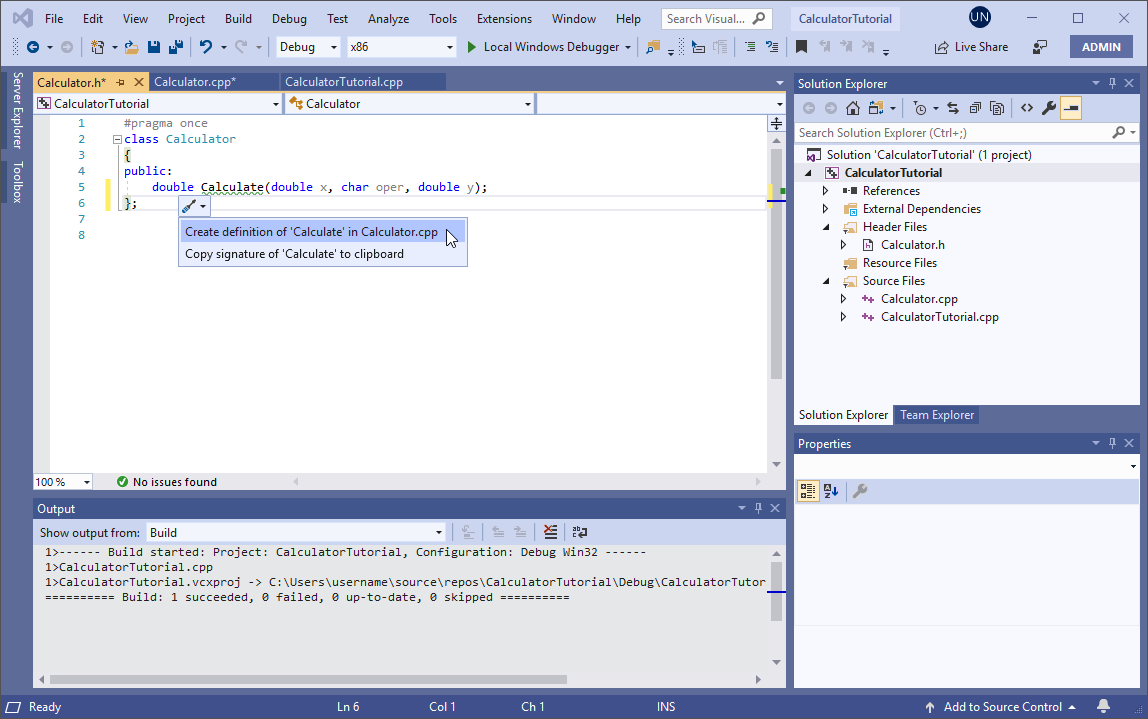 File Edit View Project Build Debug Test Analyze Tools Extensions Window Help Search Visual... CalculatorTutorial UN
Debug x86 Local Windows Debugger Live Share ADMIN
Server Explorer
Toolbox
Calculator.h* Calculator.cpp* CalculatorTutorial.cpp
CalculatorTutorial Calculator
1 #pragma once
2 class Calculator
3 {
4 public:
5 double Calculate(double x, char oper, double y);
6 };
7
8
Create definition of 'Calculate' in Calculator.cpp
Copy signature of 'Calculate' to clipboard
100 % No issues found
Output
Show output from: Build
1>------ Build started: Project: CalculatorTutorial, Configuration: Debug Win32 ------
1>CalculatorTutorial.cpp
1>CalculatorTutorial.vcxproj -> C:\Users\username\source\repos\CalculatorTutorial\Debug\CalculatorTutor
========== Build: 1 succeeded, 0 failed, 0 up-to-date, 0 skipped ==========
Solution Explorer
Search Solution Explorer (Ctrl+;)
Solution 'CalculatorTutorial' (1 project)
CalculatorTutorial
References
External Dependencies
Header Files
Calculator.h
Resource Files
Source Files
Calculator.cpp
CalculatorTutorial.cpp
Solution Explorer Team Explorer
Properties
Ready Ln 6 Col 1 Ch 1 INS Add to Source Control